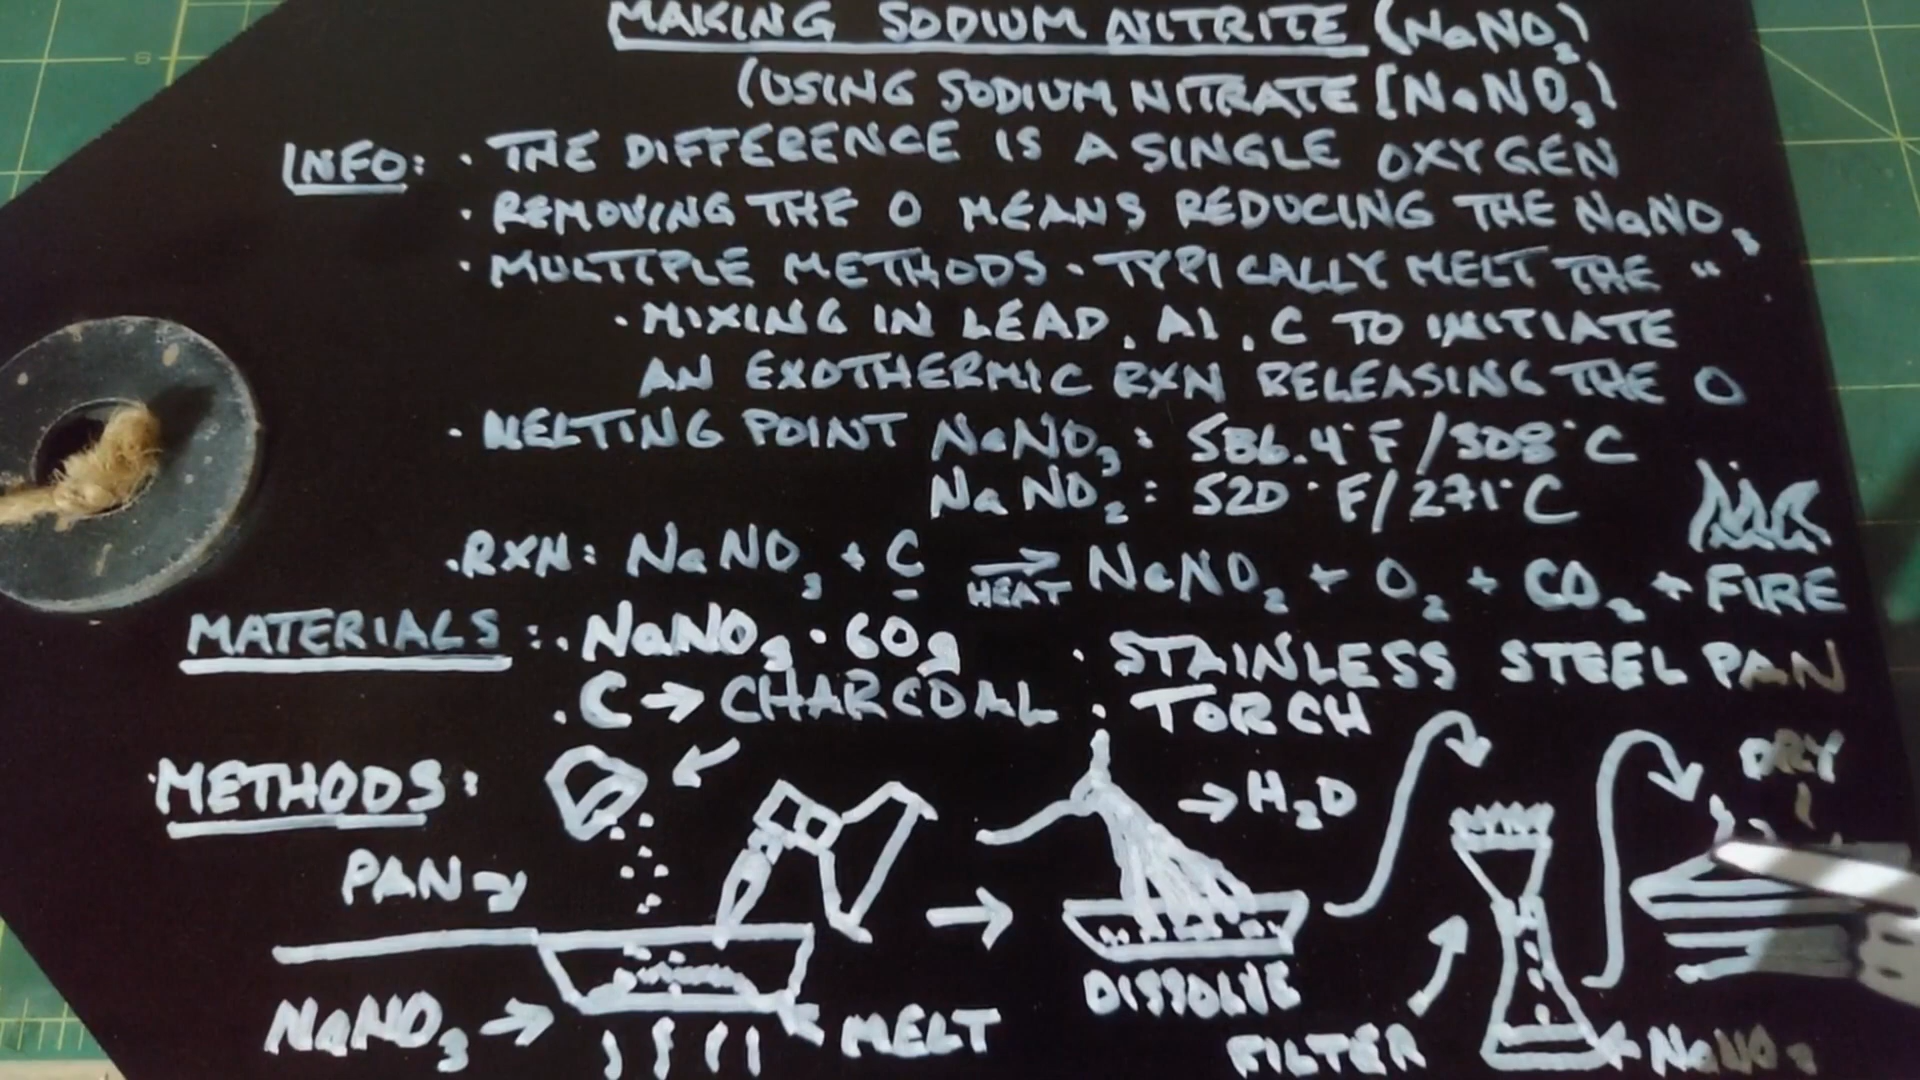 MAKING SODIUM NITRITE (NaNO2)
(USING SODIUM NITRATE [NaNO3)
INFO: · THE DIFFERENCE IS A SINGLE OXYGEN
· REMOVING THE O MEANS REDUCING THE NaNO3
· MULTIPLE METHODS · TYPICALLY MELT THE "
· MIXING IN LEAD, Al, C TO INITIATE
AN EXOTHERMIC RXN RELEASING THE O
· MELTING POINT NaNO3: 586.4°F/308°C
NaNO2: 520°F/271°C
· RXN: NaNO3 + C → NaNO2 + O2 + CO2 + FIRE
HEAT
MATERIALS: · NaNO3 · 60g · STAINLESS STEEL PAN
· C → CHARCOAL · TORCH
· METHODS: → H2O DRY
PAN
DISSOLVE
NaNO3 → MELT FILTER NaNO2